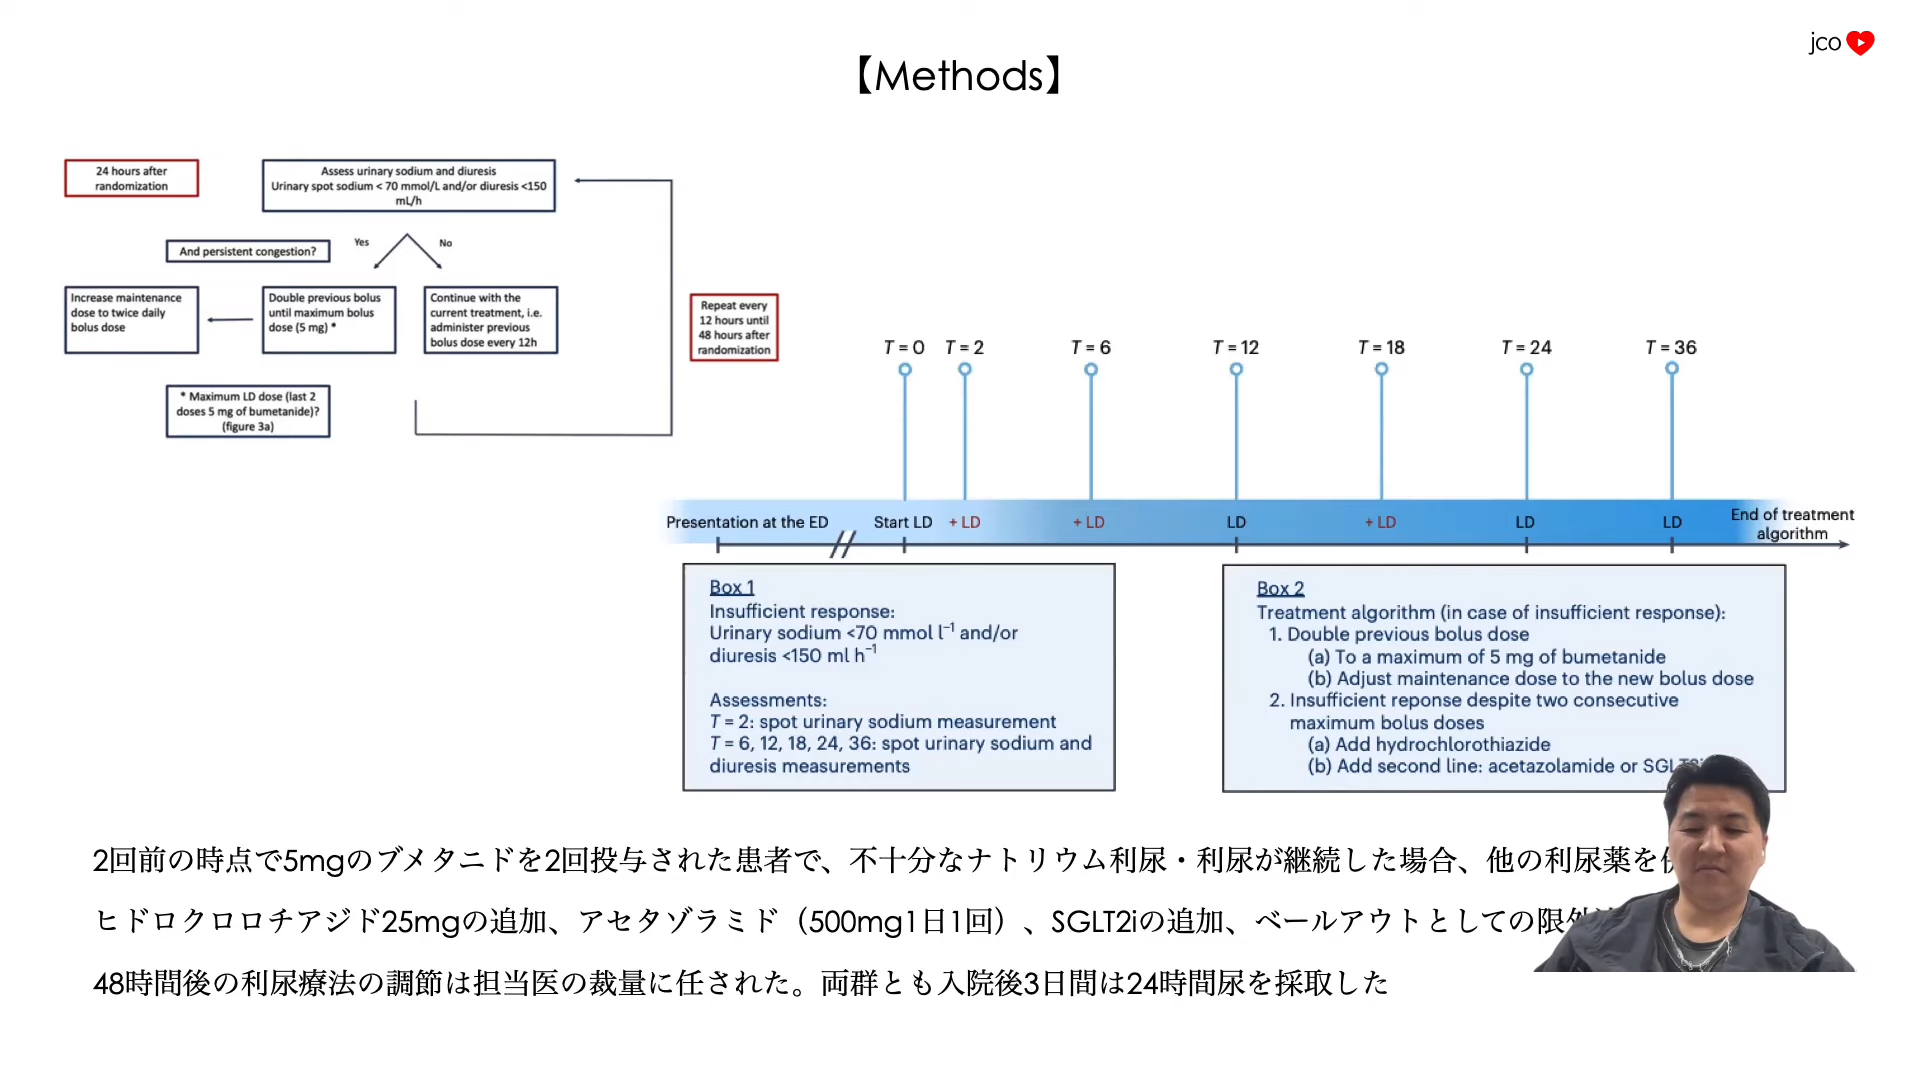 jco
【Methods】
24 hours after
randomization
Assess urinary sodium and diuresis
Urinary spot sodium < 70 mmol/L and/or diuresis <150
mL/h
And persistent congestion?
Yes
No
Increase maintenance
dose to twice daily
bolus dose
Double previous bolus
until maximum bolus
dose (5 mg) *
Continue with the
current treatment, i.e.
administer previous
bolus dose every 12h
* Maximum LD dose (last 2
doses 5 mg of bumetanide)?
(figure 3a)
Repeat every
12 hours until
48 hours after
randomization
T = 0 T = 2 T = 6 T = 12 T = 18 T = 24 T = 36
Presentation at the ED Start LD + LD + LD LD + LD LD LD End of treatment
algorithm
Box 1
Insufficient response:
Urinary sodium <70 mmol l⁻¹ and/or
diuresis <150 ml h⁻¹
Assessments:
T = 2: spot urinary sodium measurement
T = 6, 12, 18, 24, 36: spot urinary sodium and
diuresis measurements
Box 2
Treatment algorithm (in case of insufficient response):
1. Double previous bolus dose
(a) To a maximum of 5 mg of bumetanide
(b) Adjust maintenance dose to the new bolus dose
2. Insufficient reponse despite two consecutive
maximum bolus doses
(a) Add hydrochlorothiazide
(b) Add second line: acetazolamide or
2回前の時点で5mgのブメタニドを2回投与された患者で、不十分なナトリウム利尿・利尿が継続した場合、他の利尿薬を
ヒドロクロロチアジド25mgの追加、アセタゾラミド（500mg1日1回）、SGLT2iの追加、ベールアウトとしての限外
48時間後の利尿療法の調節は担当医の裁量に任された。両群とも入院後3日間は24時間尿を採取した